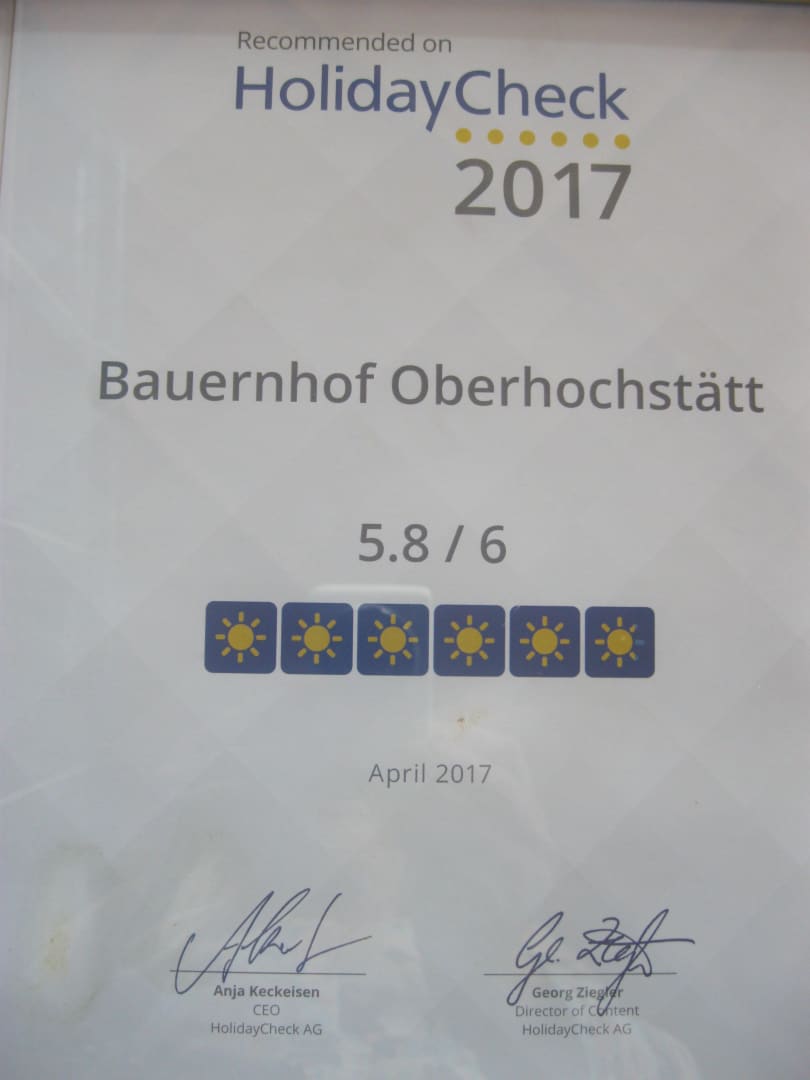 Recommended on
HolidayCheck
2017
Bauernhof Oberhochstätt
5.8 / 6
April 2017
Anja Keckeisen
CEO
HolidayCheck AG
Georg Ziegler
Director of Content
HolidayCheck AG